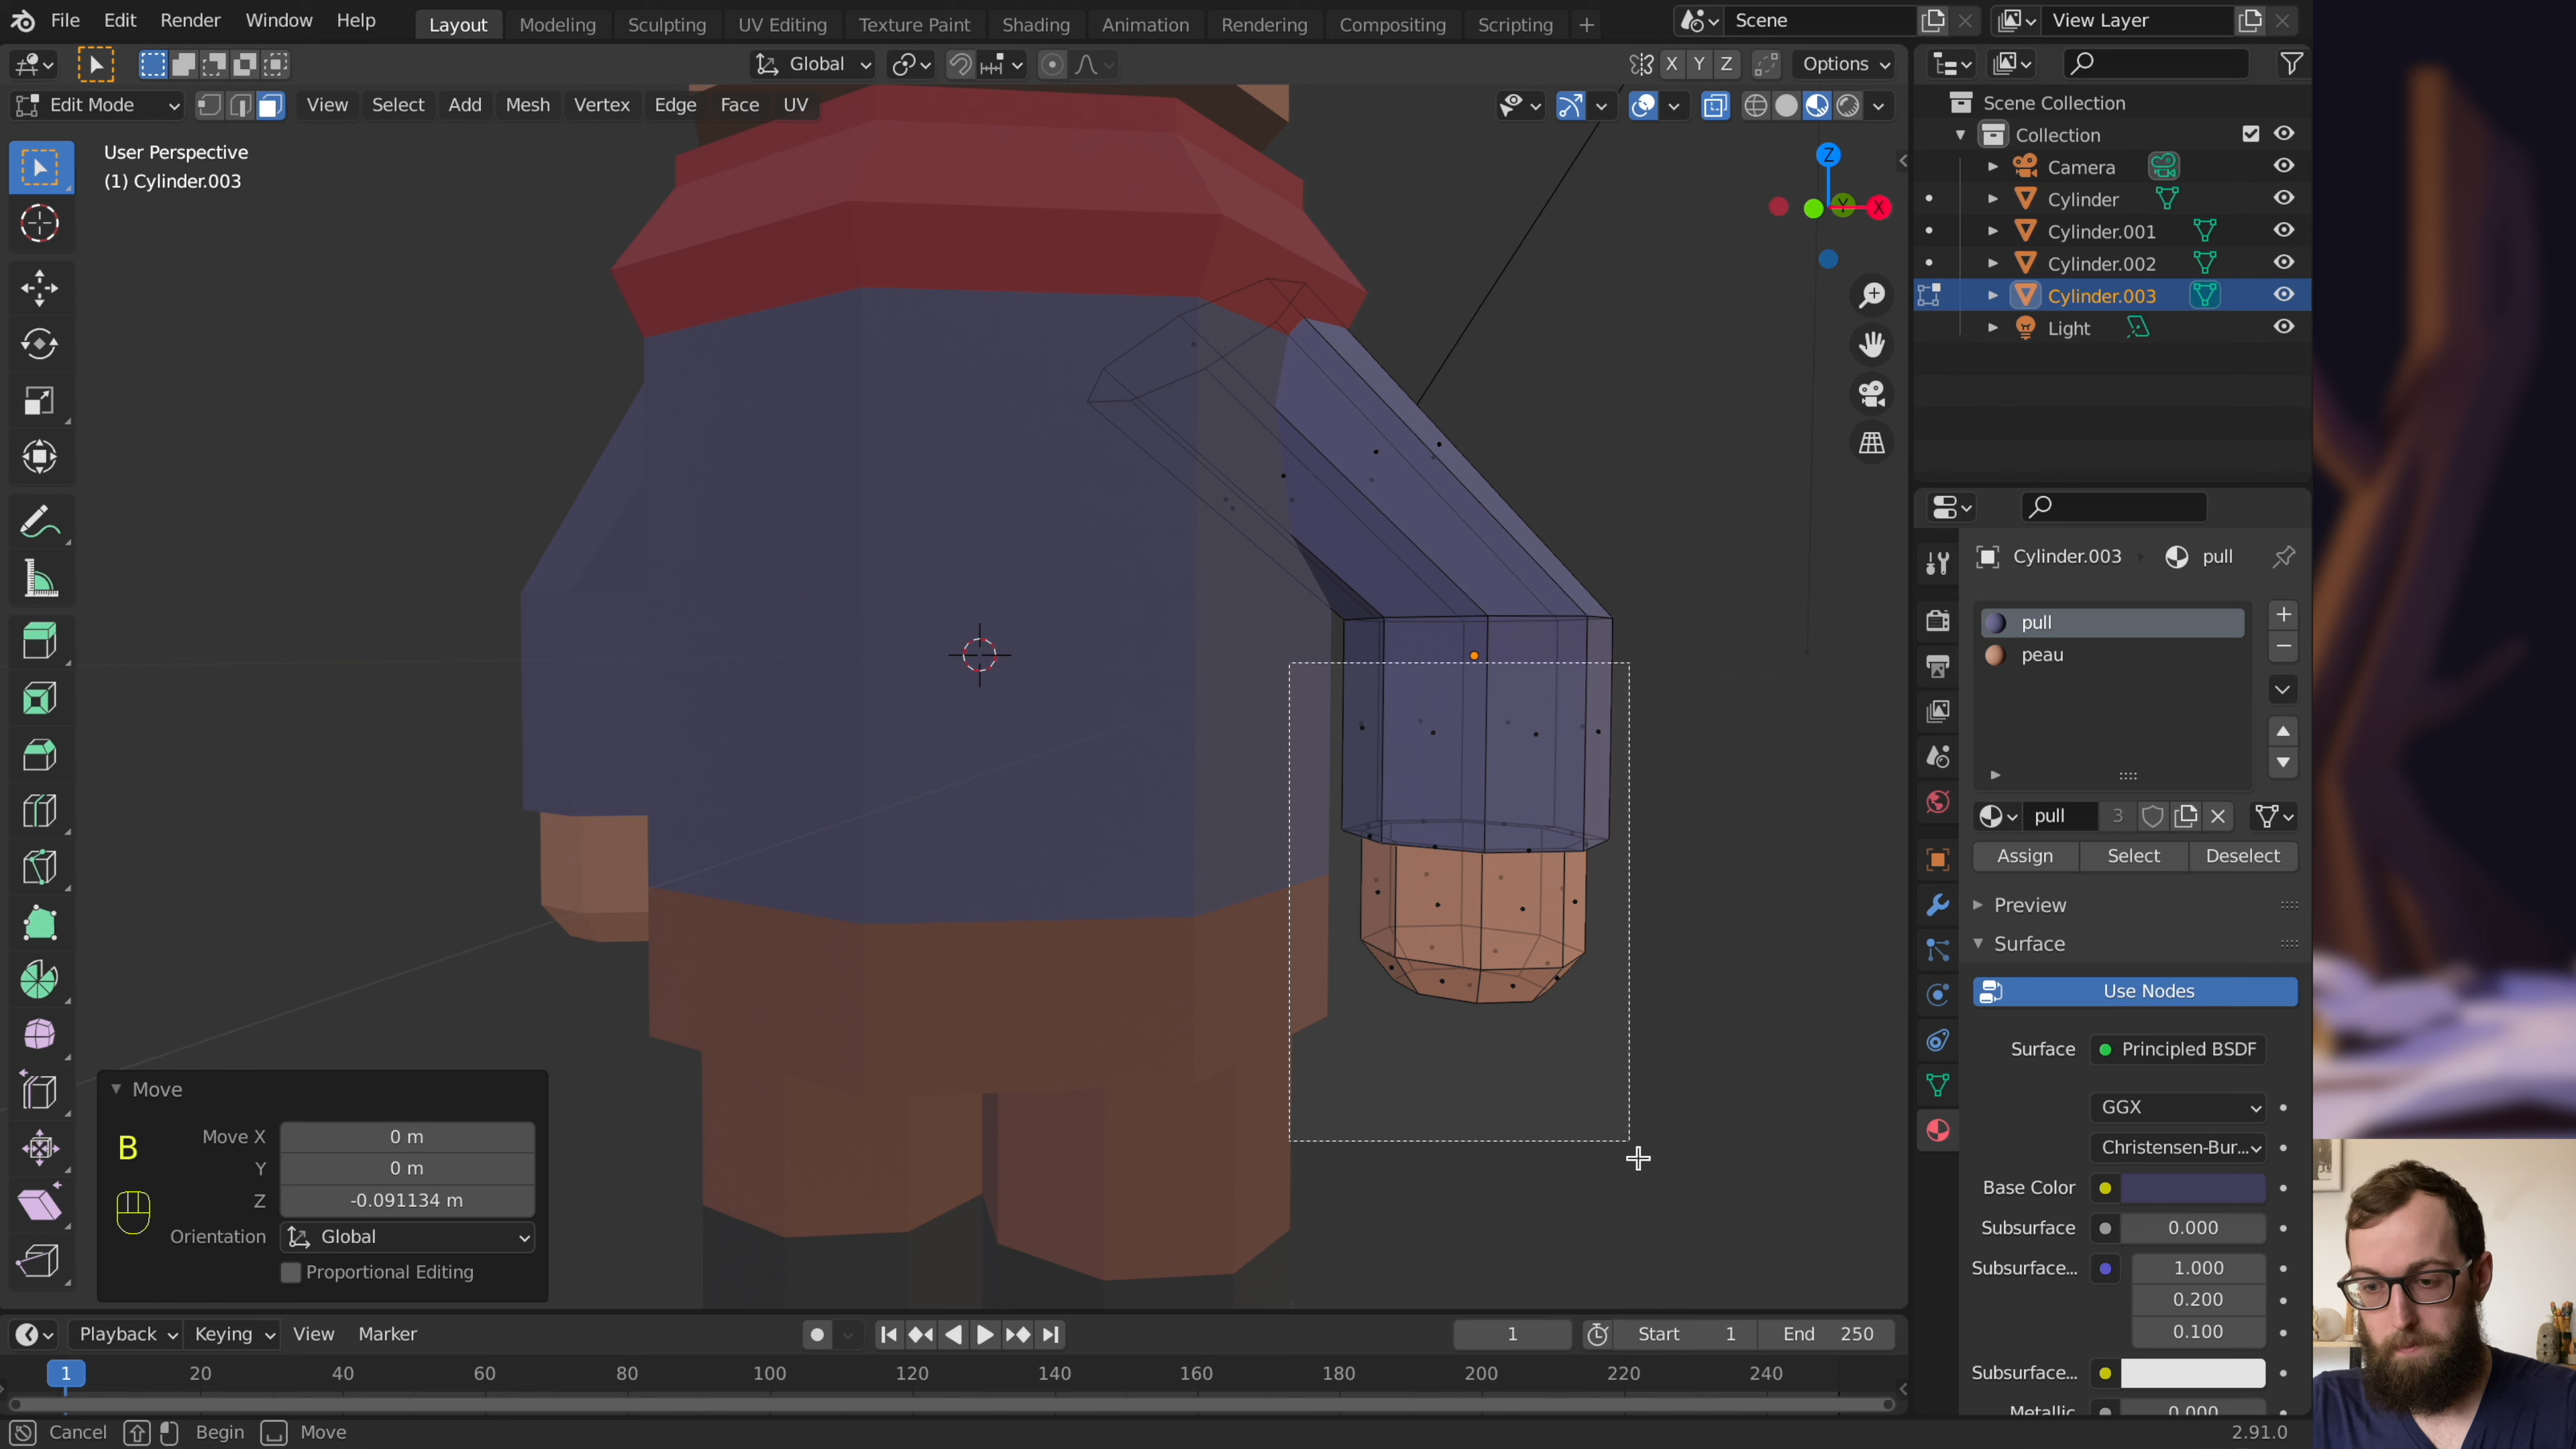 File Edit Render Window Help Layout Modeling Sculpting UV Editing Texture Paint Shading Animation Rendering Compositing Scripting + Scene View Layer
Global X Y Z Options
Edit Mode View Select Add Mesh Vertex Edge Face UV
User Perspective
(1) Cylinder.003
Z
Y
X
Scene Collection
Collection
Camera
Cylinder
Cylinder.001
Cylinder.002
Cylinder.003
Light
Cylinder.003 pull
pull
peau
pull 3
Assign Select Deselect
Preview
Surface
Use Nodes
Surface Principled BSDF
GGX
Christensen-Bur...
Base Color
Subsurface 0.000
Subsurface... 1.000
0.200
0.100
Subsurface...
Metallic 0.000
Move
B
Move X 0 m
Y 0 m
Z -0.091134 m
Orientation Global
Proportional Editing
Playback Keying View Marker 1 Start 1 End 250
1 20 40 60 80 100 120 140 160 180 200 220 240
Cancel Begin Move 2.91.0